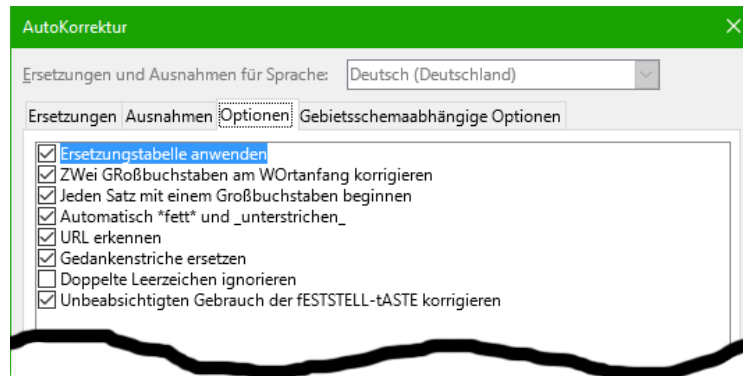 AutoKorrektur
Ersetzungen und Ausnahmen für Sprache: Deutsch (Deutschland)
Ersetzungen Ausnahmen Optionen Gebietsschemaabhängige Optionen
Ersetzungstabelle anwenden
ZWei GRoßbuchstaben am WOrtanfang korrigieren
Jeden Satz mit einem Großbuchstaben beginnen
Automatisch *fett* und _unterstrichen_
URL erkennen
Gedankenstriche ersetzen
Doppelte Leerzeichen ignorieren
Unbeabsichtigten Gebrauch der fESTSTELL-tASTE korrigieren